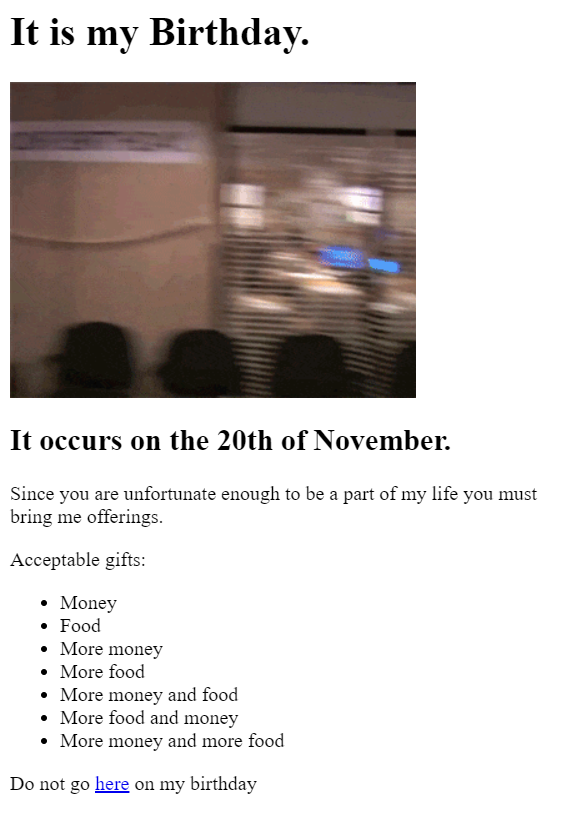 It is my Birthday.
It occurs on the 20th of November.
Since you are unfortunate enough to be a part of my life you must
bring me offerings.
Acceptable gifts:
Money
Food
More money
More food
More money and food
More food and money
More money and more food
Do not go here on my birthday